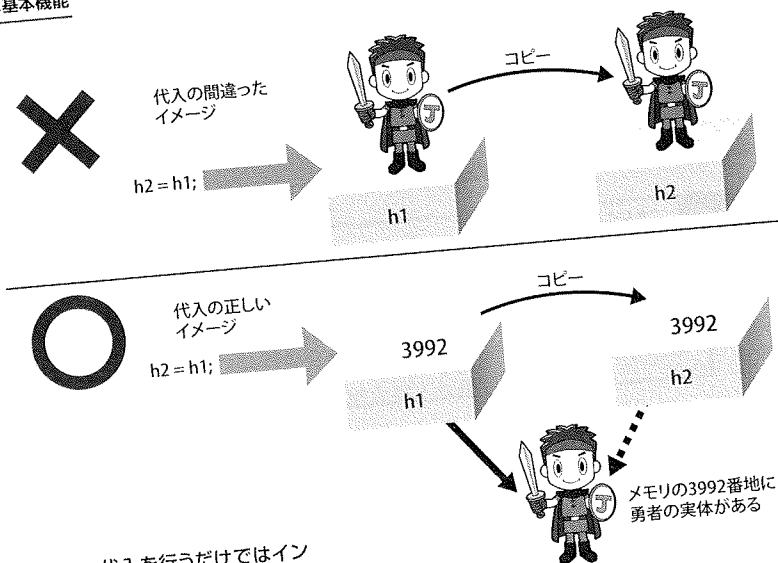 基本機能
代入の間違った
イメージ
コピー
h2 = h1;
J
J
h1
h2
代入の正しい
イメージ
コピー
h2 = h1;
3992
3992
h1
h2
J
メモリの3992番地に
勇者の実体がある
代入を行うだけではイン